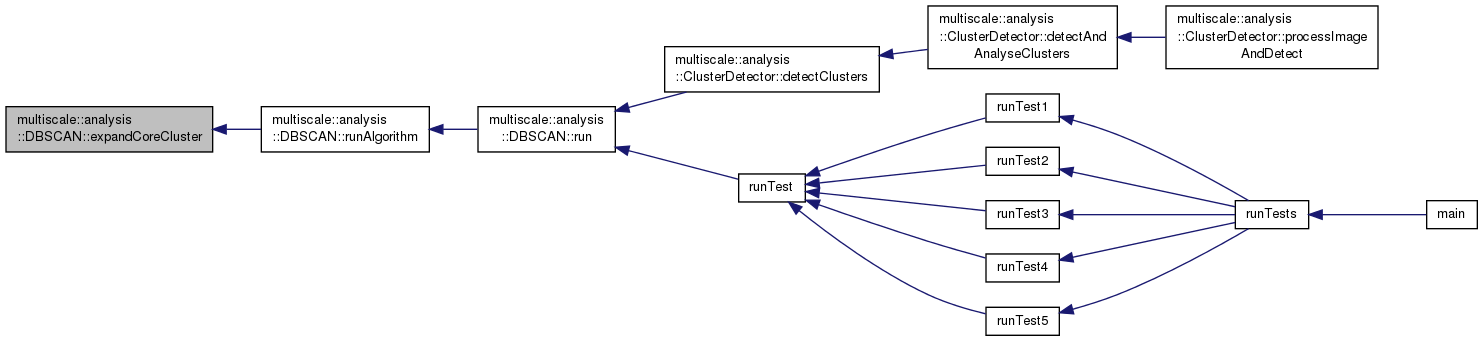 multiscale::analysis
::DBSCAN::expandCoreCluster
multiscale::analysis
::DBSCAN::runAlgorithm
multiscale::analysis
::DBSCAN::run
multiscale::analysis
::ClusterDetector::detectClusters
multiscale::analysis
::ClusterDetector::detectAnd
AnalyseClusters
multiscale::analysis
::ClusterDetector::processImage
AndDetect
runTest
runTest1
runTest2
runTest3
runTest4
runTest5
runTests
main